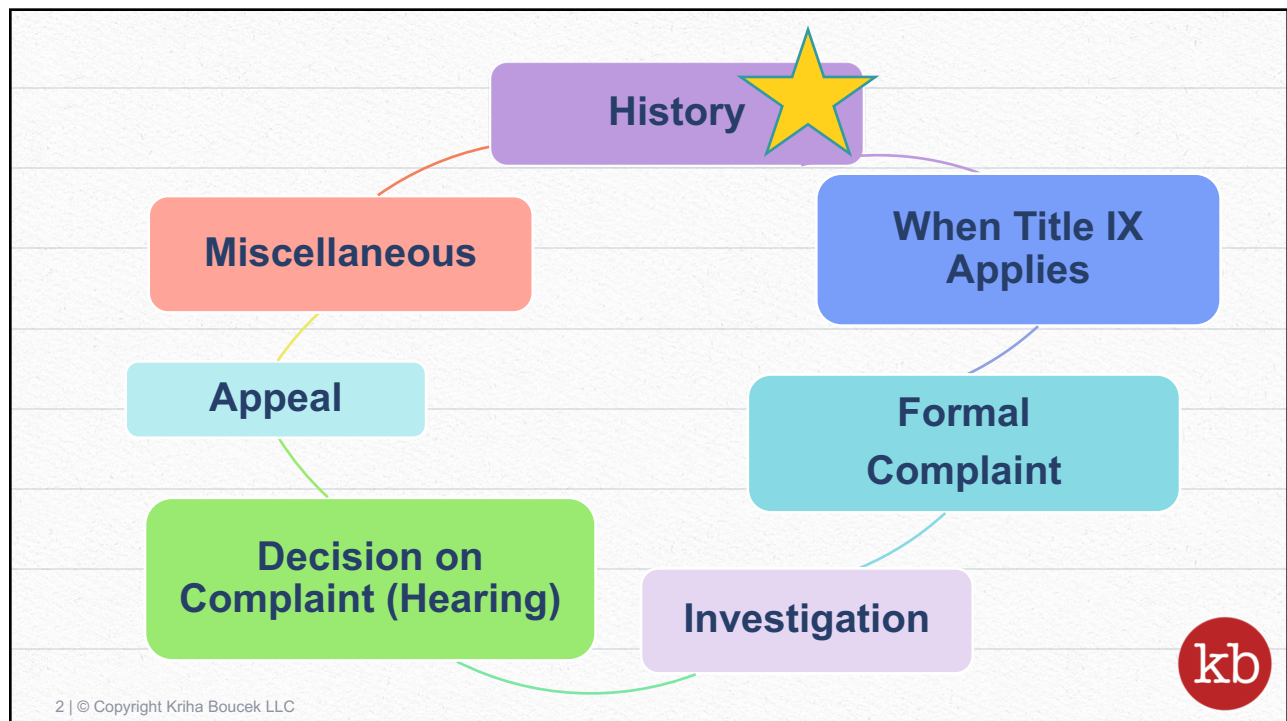 History
When Title IX
Applies
Formal
Complaint
Investigation
Decision on
Complaint (Hearing)
Appeal
Miscellaneous
kb
2 | © Copyright Kriha Boucek LLC